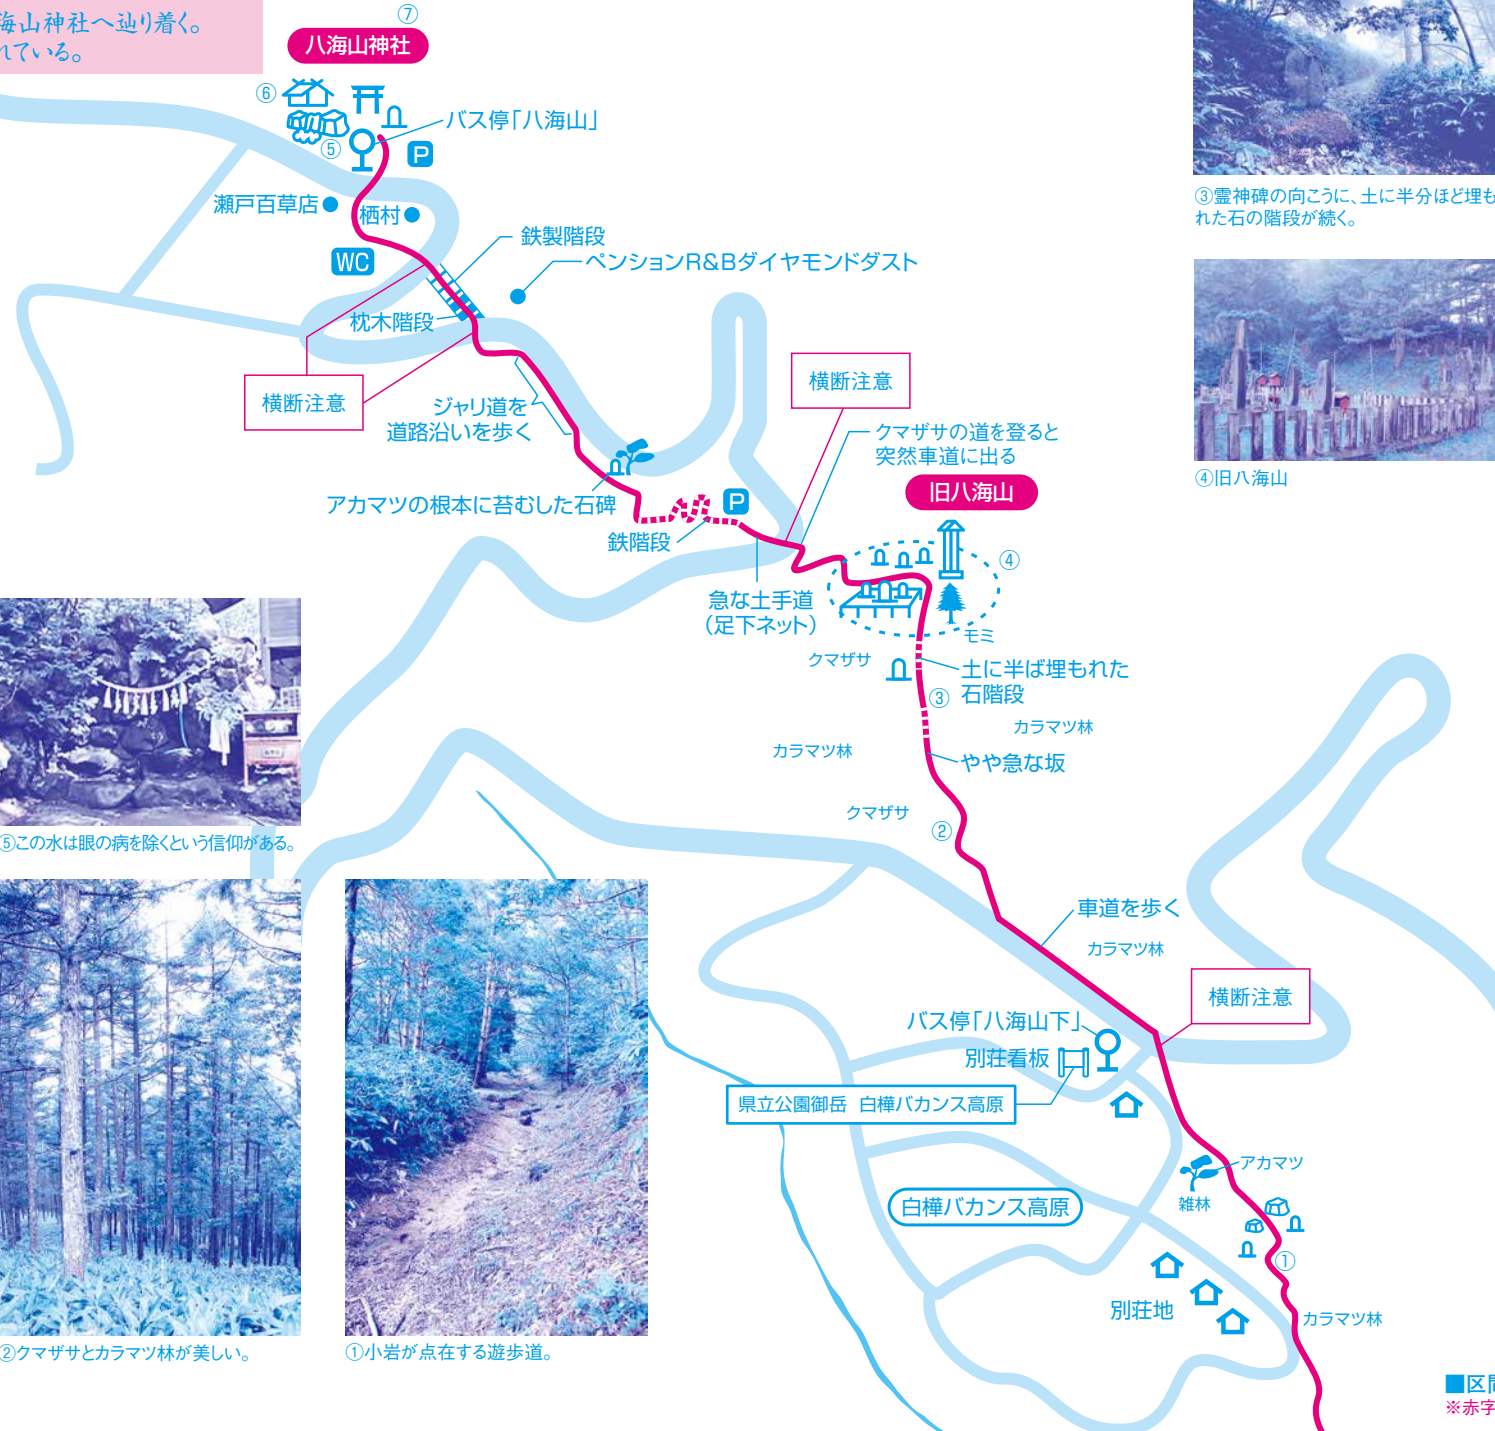 海山神社へ辿り着く。
れている。
⑦
八海山神社
⑥
バス停「八海山」
⑤
P
瀬戸百草店
栖村
WC
鉄製階段
ペンションR&Bダイヤモンドダスト
枕木階段
横断注意
ジャリ道を
道路沿いを歩く
横断注意
クマザサの道を登ると
突然車道に出る
旧八海山
アカマツの根本に苔むした石碑
P
鉄階段
④
急な土手道
(足下ネット)
モミ
クマザサ
土に半ば埋もれた
石階段
③
カラマツ林
カラマツ林
やや急な坂
クマザサ
②
車道を歩く
カラマツ林
横断注意
バス停「八海山下」
別荘看板
県立公園御岳 白樺バカンス高原
アカマツ
雑林
白樺バカンス高原
①
別荘地
カラマツ林
③霊神碑の向こうに、土に半分ほど埋も
れた石の階段が続く。
④旧八海山
⑤この水は眼の病を除くという信仰がある。
②クマザサとカラマツ林が美しい。
①小岩が点在する遊歩道。
■区間
※赤字